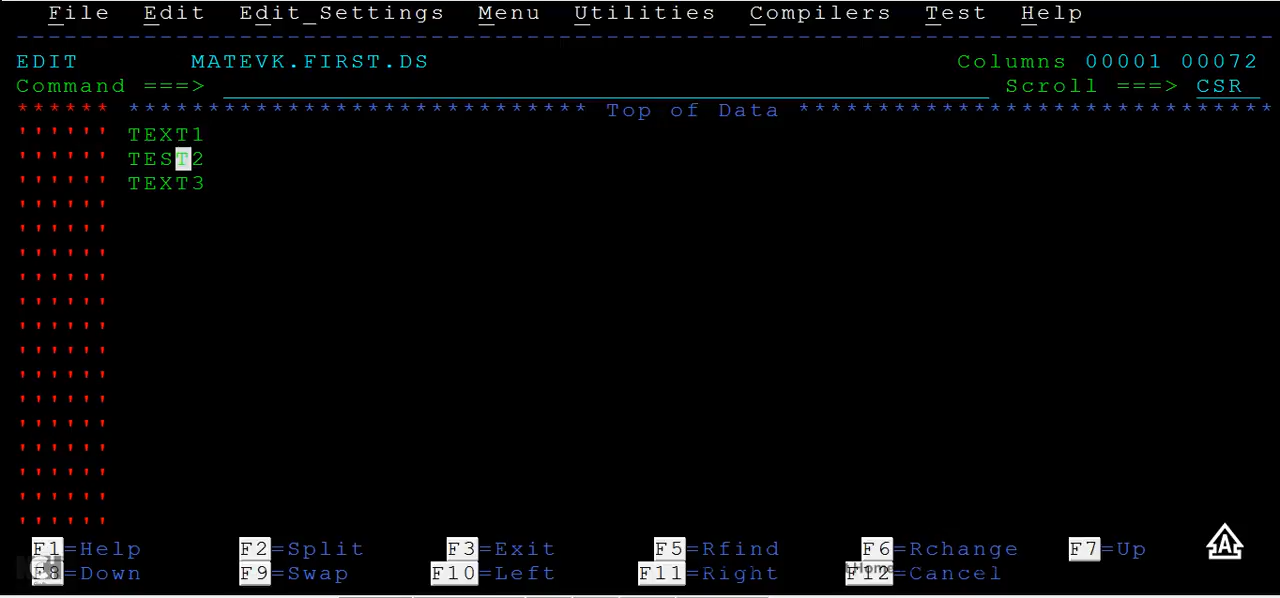 File Edit Edit_Settings Menu Utilities Compilers Test Help
--------------------------------------------------------------------------------
EDIT MATEVK.FIRST.DS Columns 00001 00072
Command ===> Scroll ===> CSR
****** ***************************** Top of Data ******************************
'''''' TEXT1
'''''' TEST2
'''''' TEXT3
''''''
''''''
''''''
''''''
''''''
''''''
''''''
''''''
''''''
''''''
''''''
''''''
''''''
''''''
F1=Help F2=Split F3=Exit F5=Rfind F6=Rchange F7=Up
F8=Down F9=Swap F10=Left F11=Right F12=Cancel
Home
A